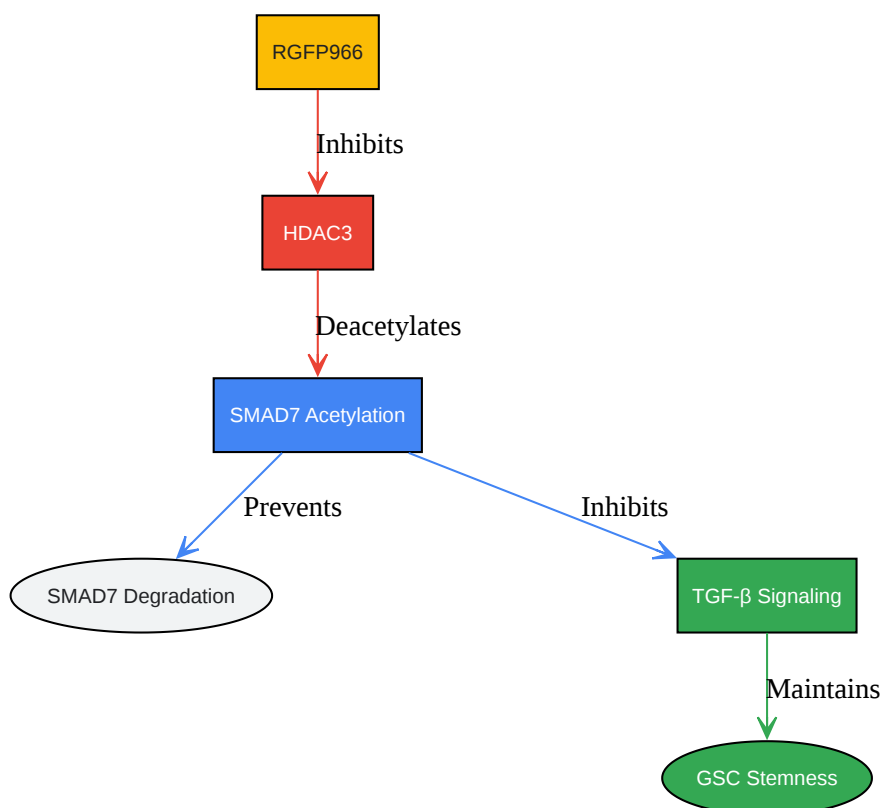 RGFP966
Inhibits
HDAC3
Deacetylates
SMAD7 Acetylation
Prevents
Inhibits
SMAD7 Degradation
TGF-β Signaling
Maintains
GSC Stemness